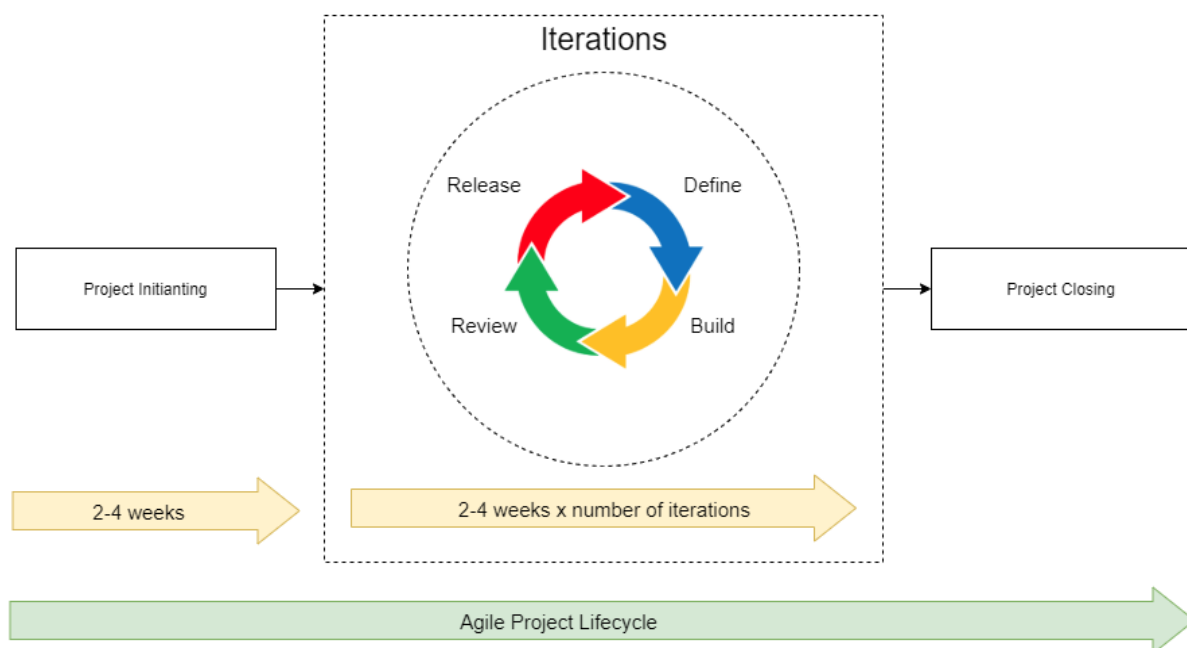 Iterations
Release
Define
Project Initianting
Project Closing
Review
Build
2-4 weeks
2-4 weeks x number of iterations
Agile Project Lifecycle